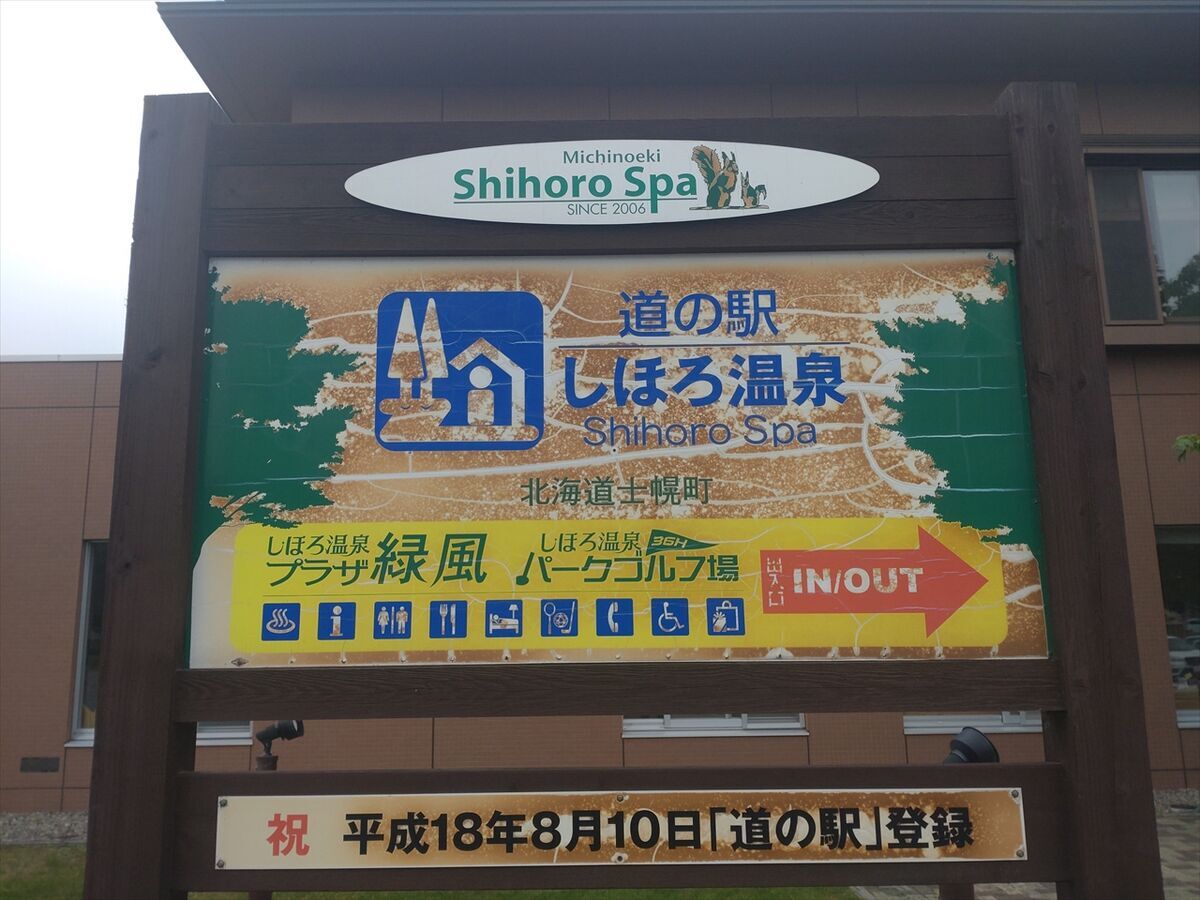 Michinoeki
Shihoro Spa
SINCE 2006
道の駅
しほろ温泉
Shihoro Spa
北海道士幌町
しほろ温泉
プラザ緑風
しほろ温泉 36H
パークゴルフ場
出入口 IN/OUT
祝 平成18年8月10日「道の駅」登録